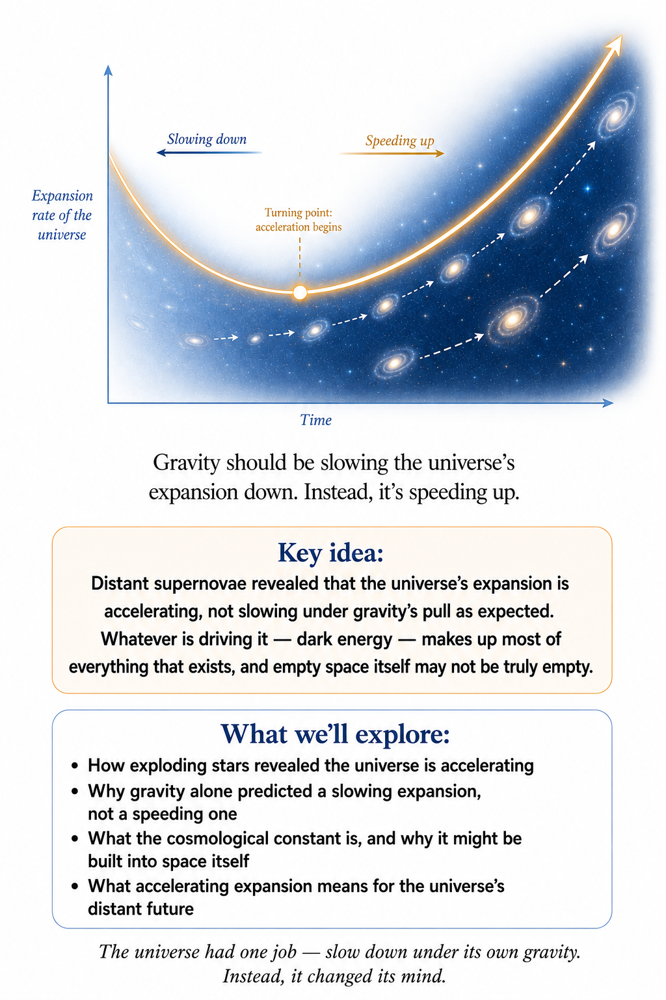 Slowing down
Speeding up
Expansion
rate of the
universe
Turning point:
acceleration begins
Time
Gravity should be slowing the universe’s
expansion down. Instead, it’s speeding up.
Key idea:
Distant supernovae revealed that the universe’s expansion is
accelerating, not slowing under gravity’s pull as expected.
Whatever is driving it — dark energy — makes up most of
everything that exists, and empty space itself may not be truly empty.
What we’ll explore:
• How exploding stars revealed the universe is accelerating
• Why gravity alone predicted a slowing expansion,
not a speeding one
• What the cosmological constant is, and why it might be
built into space itself
• What accelerating expansion means for the universe’s
distant future
The universe had one job — slow down under its own gravity.
Instead, it changed its mind.